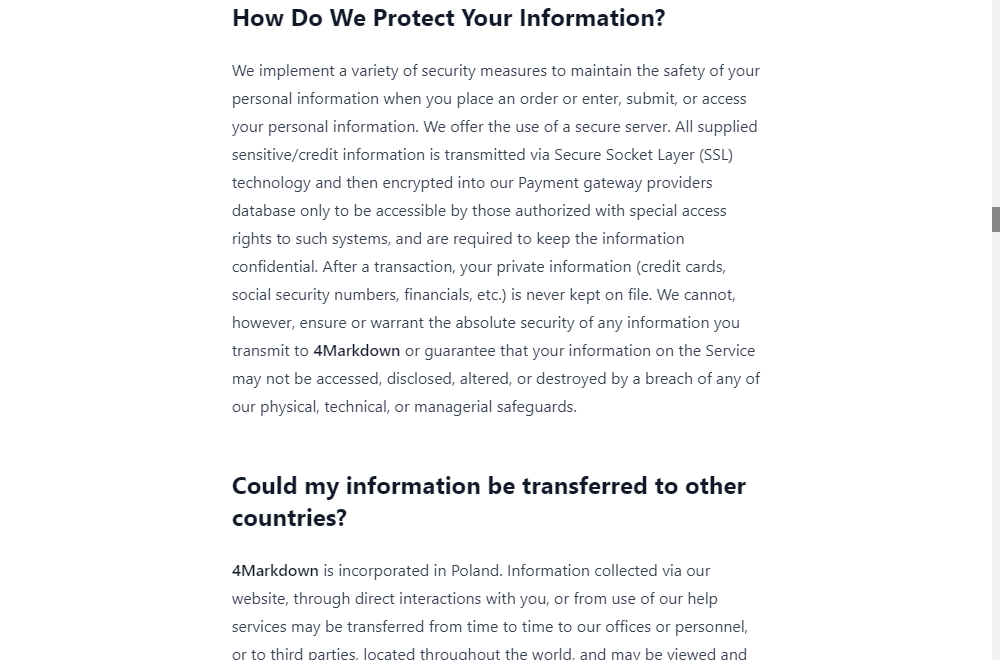 How Do We Protect Your Information?
We implement a variety of security measures to maintain the safety of your
personal information when you place an order or enter, submit, or access
your personal information. We offer the use of a secure server. All supplied
sensitive/credit information is transmitted via Secure Socket Layer (SSL)
technology and then encrypted into our Payment gateway providers
database only to be accessible by those authorized with special access
rights to such systems, and are required to keep the information
confidential. After a transaction, your private information (credit cards,
social security numbers, financials, etc.) is never kept on file. We cannot,
however, ensure or warrant the absolute security of any information you
transmit to 4Markdown or guarantee that your information on the Service
may not be accessed, disclosed, altered, or destroyed by a breach of any of
our physical, technical, or managerial safeguards.
Could my information be transferred to other
countries?
4Markdown is incorporated in Poland. Information collected via our
website, through direct interactions with you, or from use of our help
services may be transferred from time to time to our offices or personnel,
or to third parties, located throughout the world, and may be viewed and